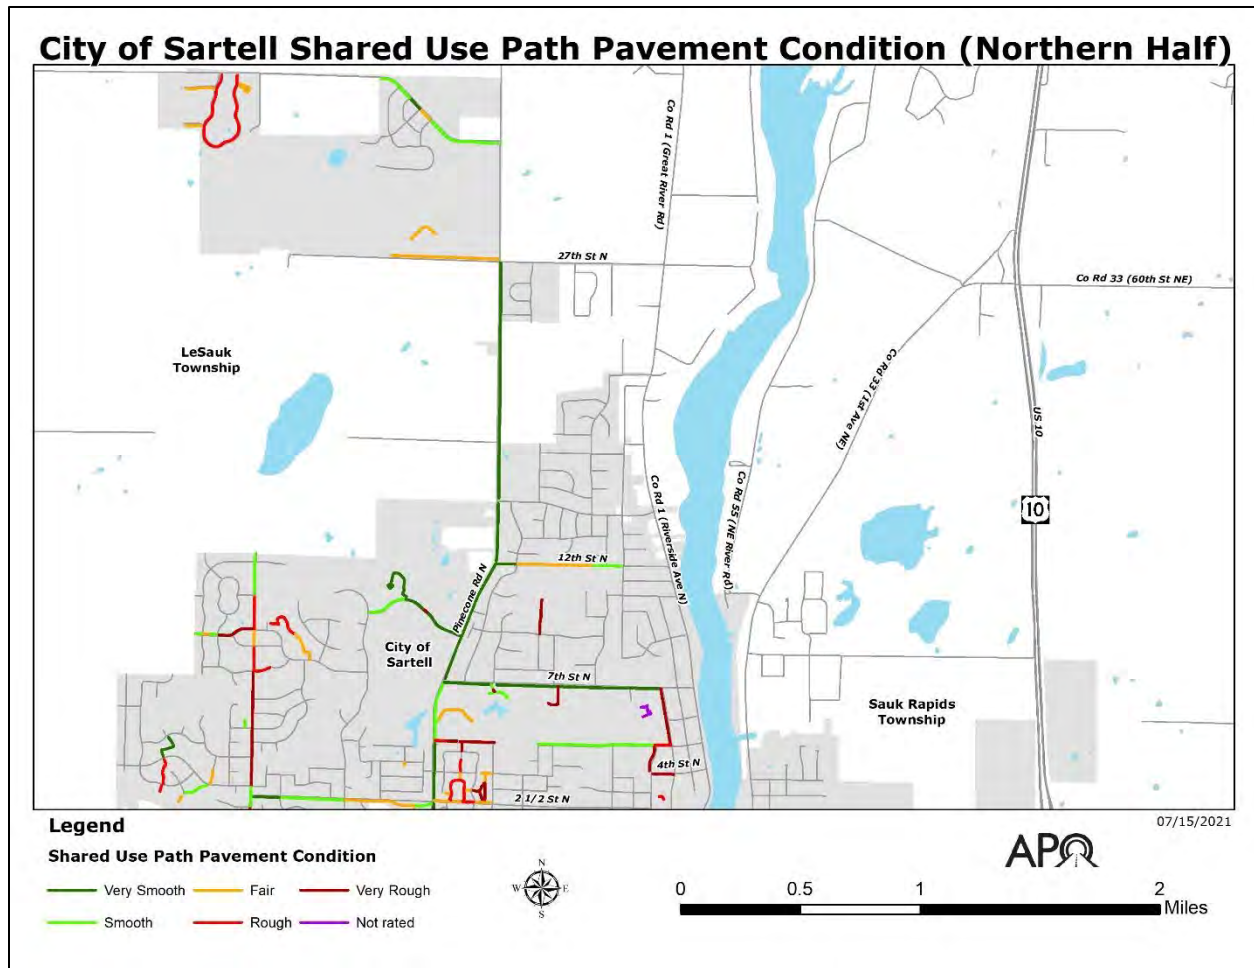 City of Sartell Shared Use Path Pavement Condition (Northern Half)
Co Rd 1 (Great River Rd)
27th St N
Co Rd 33 (60th St NE)
LeSauk
Township
Co Rd 33 (1st Ave NE)
US 10
Co Rd 1 (Riverside Ave N)
Co Rd 55 (NE River Rd)
10
12th St N
Pinecone Rd N
City of
Sartell
7th St N
Sauk Rapids
Township
4th St N
2 1/2 St N
07/15/2021
Legend
Shared Use Path Pavement Condition
Very Smooth
Fair
Very Rough
Smooth
Rough
Not rated
N
W
E
S
APO
0
0.5
1
2
Miles